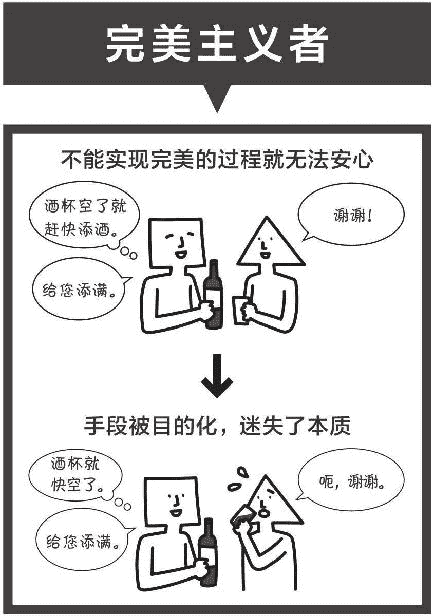 完美主义者
不能实现完美的过程就无法安心
酒杯空了就
赶快添酒。
谢谢！
给您添满。
手段被目的化，迷失了本质
酒杯就
快空了。
呃，谢谢。
给您添满。